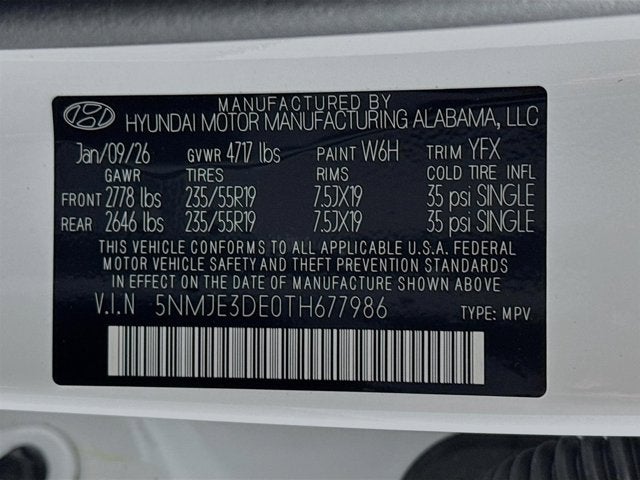 MANUFACTURED BY
HYUNDAI MOTOR MANUFACTURING ALABAMA, LLC
Jan/09/26 GVWR 4717 lbs PAINT W6H TRIM YFX
GAWR TIRES RIMS COLD TIRE INFL
FRONT 2778 lbs 235/55R19 7.5JX19 35 psi SINGLE
REAR 2646 lbs 235/55R19 7.5JX19 35 psi SINGLE
THIS VEHICLE CONFORMS TO ALL APPLICABLE U.S.A. FEDERAL
MOTOR VEHICLE SAFETY AND THEFT PREVENTION STANDARDS
IN EFFECT ON THE DATE OF MANUFACTURE SHOWN ABOVE
V.I.N 5NMJE3DE0TH677986 TYPE: MPV